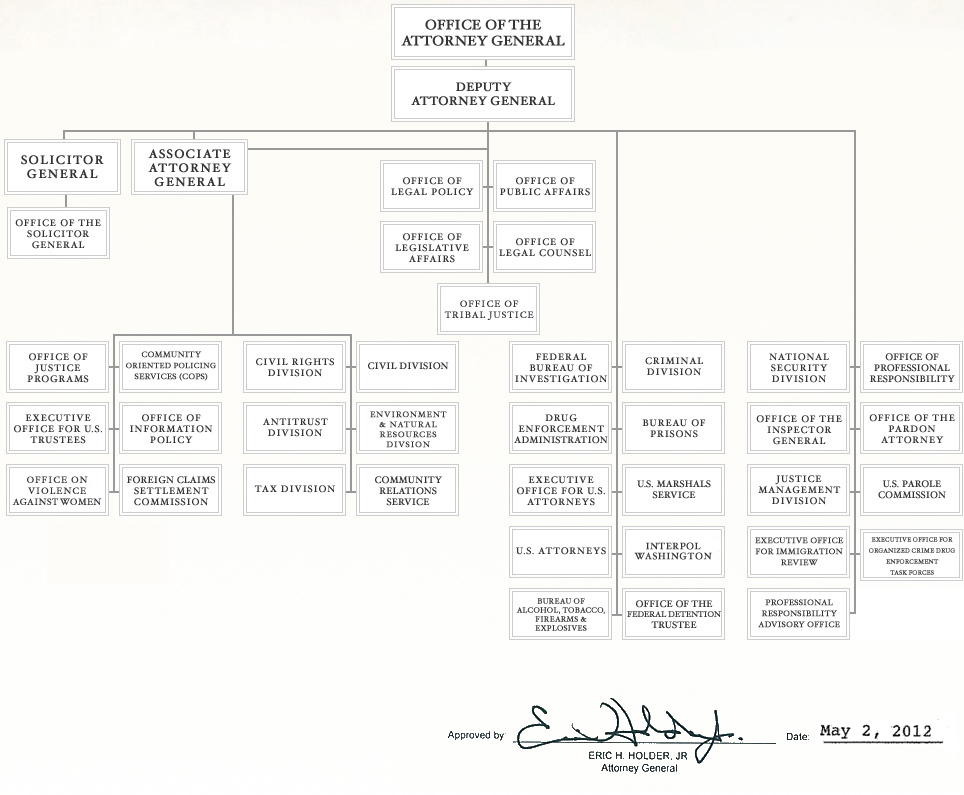 OFFICE OF THE
ATTORNEY GENERAL
DEPUTY
ATTORNEY GENERAL
SOLICITOR
GENERAL
ASSOCIATE
ATTORNEY
GENERAL
OFFICE OF
LEGAL POLICY
OFFICE OF
PUBLIC AFFAIRS
OFFICE OF THE
SOLICITOR
GENERAL
OFFICE OF
LEGISLATIVE
AFFAIRS
OFFICE OF
LEGAL COUNSEL
OFFICE OF
TRIBAL JUSTICE
OFFICE OF
JUSTICE
PROGRAMS
COMMUNITY
ORIENTED POLICING
SERVICES (COPS)
CIVIL RIGHTS
DIVISION
CIVIL DIVISION
FEDERAL
BUREAU OF
INVESTIGATION
CRIMINAL
DIVISION
NATIONAL
SECURITY
DIVISION
OFFICE OF
PROFESSIONAL
RESPONSIBILITY
EXECUTIVE
OFFICE FOR U.S.
TRUSTEES
OFFICE OF
INFORMATION
POLICY
ANTITRUST
DIVISION
ENVIRONMENT
& NATURAL
RESOURCES
DIVSION
DRUG
ENFORCEMENT
ADMINISTRATION
BUREAU OF
PRISONS
OFFICE OF THE
INSPECTOR
GENERAL
OFFICE OF THE
PARDON
ATTORNEY
OFFICE ON
VIOLENCE
AGAINST WOMEN
FOREIGN CLAIMS
SETTLEMENT
COMMISSION
TAX DIVISION
COMMUNITY
RELATIONS
SERVICE
EXECUTIVE
OFFICE FOR U.S.
ATTORNEYS
U.S. MARSHALS
SERVICE
JUSTICE
MANAGEMENT
DIVISION
U.S. PAROLE
COMMISSION
U.S. ATTORNEYS
INTERPOL
WASHINGTON
EXECUTIVE OFFICE
FOR IMMIGRATION
REVIEW
EXECUTIVE OFFICE FOR
ORGANIZED CRIME DRUG
ENFORCEMENT
TASK FORCES
BUREAU OF
ALCOHOL, TOBACCO,
FIREARMS &
EXPLOSIVES
OFFICE OF THE
FEDERAL DETENTION
TRUSTEE
PROFESSIONAL
RESPONSIBILITY
ADVISORY OFFICE
Approved by
Eric Holder, Jr.
Date: May 2, 2012
ERIC H. HOLDER, JR
Attorney General